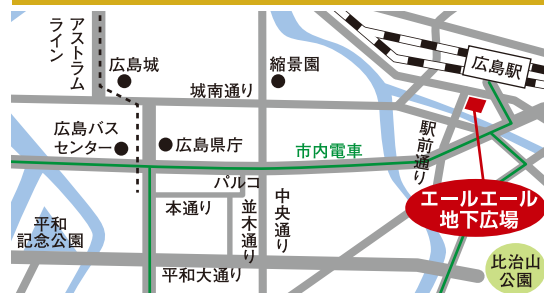 アストラム
ライン
広島城
城南通り
縮景園
広島駅
広島バス
センター
広島県庁
市内電車
駅前通り
エールエール
地下広場
パルコ
本通り
並木通り
中央通り
平和
記念公園
平和大通り
比治山
公園